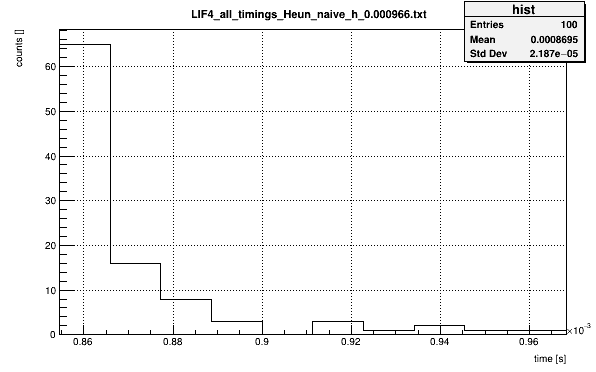 LIF4_all_timings_Heun_naive_h_0.000966.txt
hist
Entries 100
Mean 0.0008695
Std Dev 2.187e−05
counts []
60
50
40
30
20
10
0
0.86 0.88 0.9 0.92 0.94 0.96
×10⁻³
time [s]